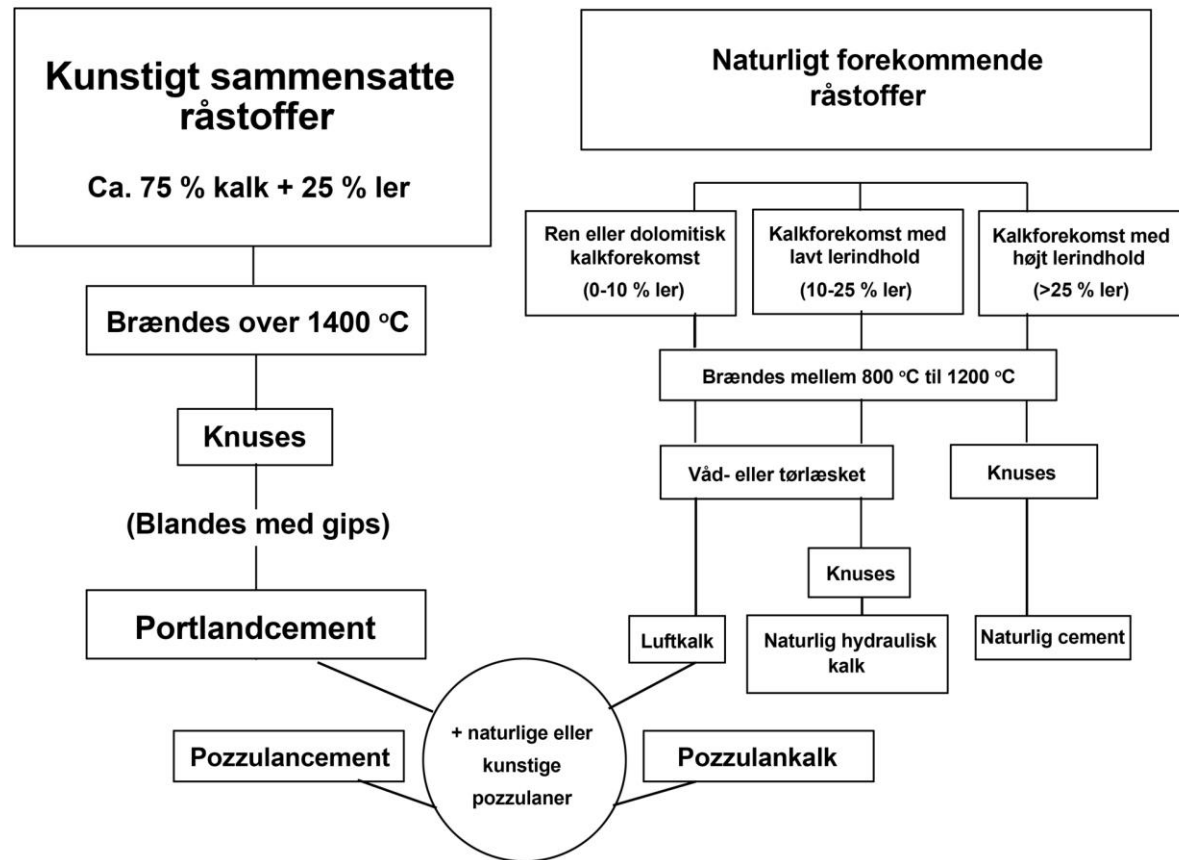 Kunstigt sammensatte
råstoffer
Ca. 75 % kalk + 25 % ler
Brændes over 1400 °C
Knuses
(Blandes med gips)
Portlandcement
Naturligt forekommende
råstoffer
Ren eller dolomitisk
kalkforekomst
(0-10 % ler)
Kalkforekomst med
lavt lerindhold
(10-25 % ler)
Kalkforekomst med
højt lerindhold
(>25 % ler)
Brændes mellem 800 °C til 1200 °C
Våd- eller tørlæsket
Knuses
Knuses
Luftkalk
Naturlig hydraulisk
kalk
Naturlig cement
+ naturlige eller
kunstige
pozzulaner
Pozzulancement
Pozzulankalk